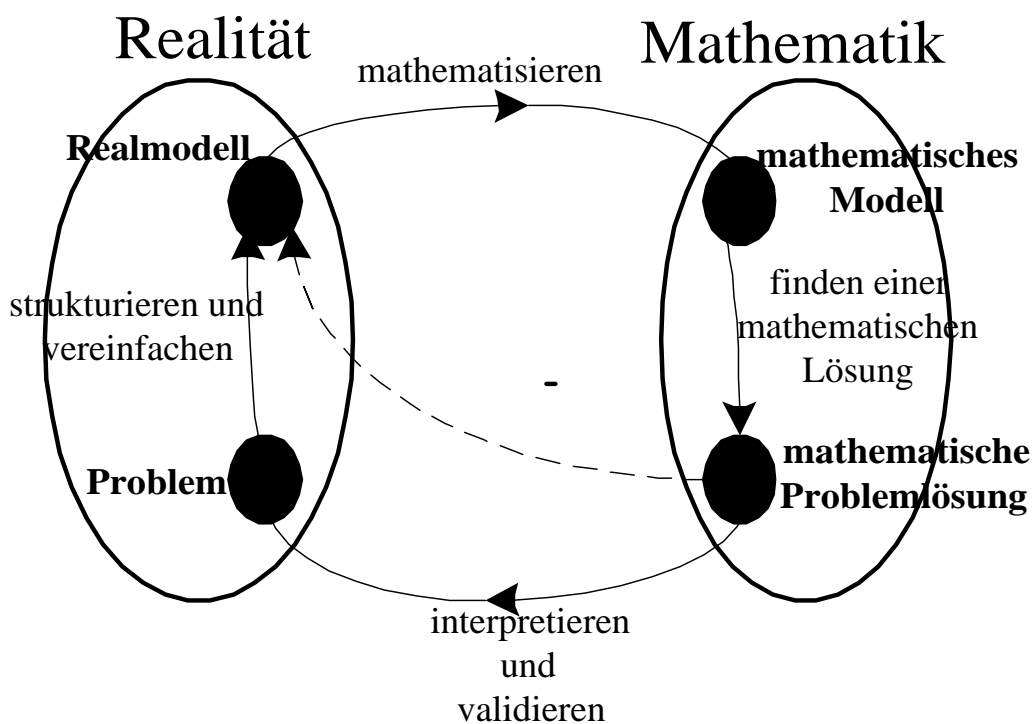 Realität
Mathematik
mathematisieren
Realmodell
mathematisches
Modell
strukturieren und
vereinfachen
finden einer
mathematischen
Lösung
-
Problem
mathematische
Problemlösung
interpretieren
und
validieren